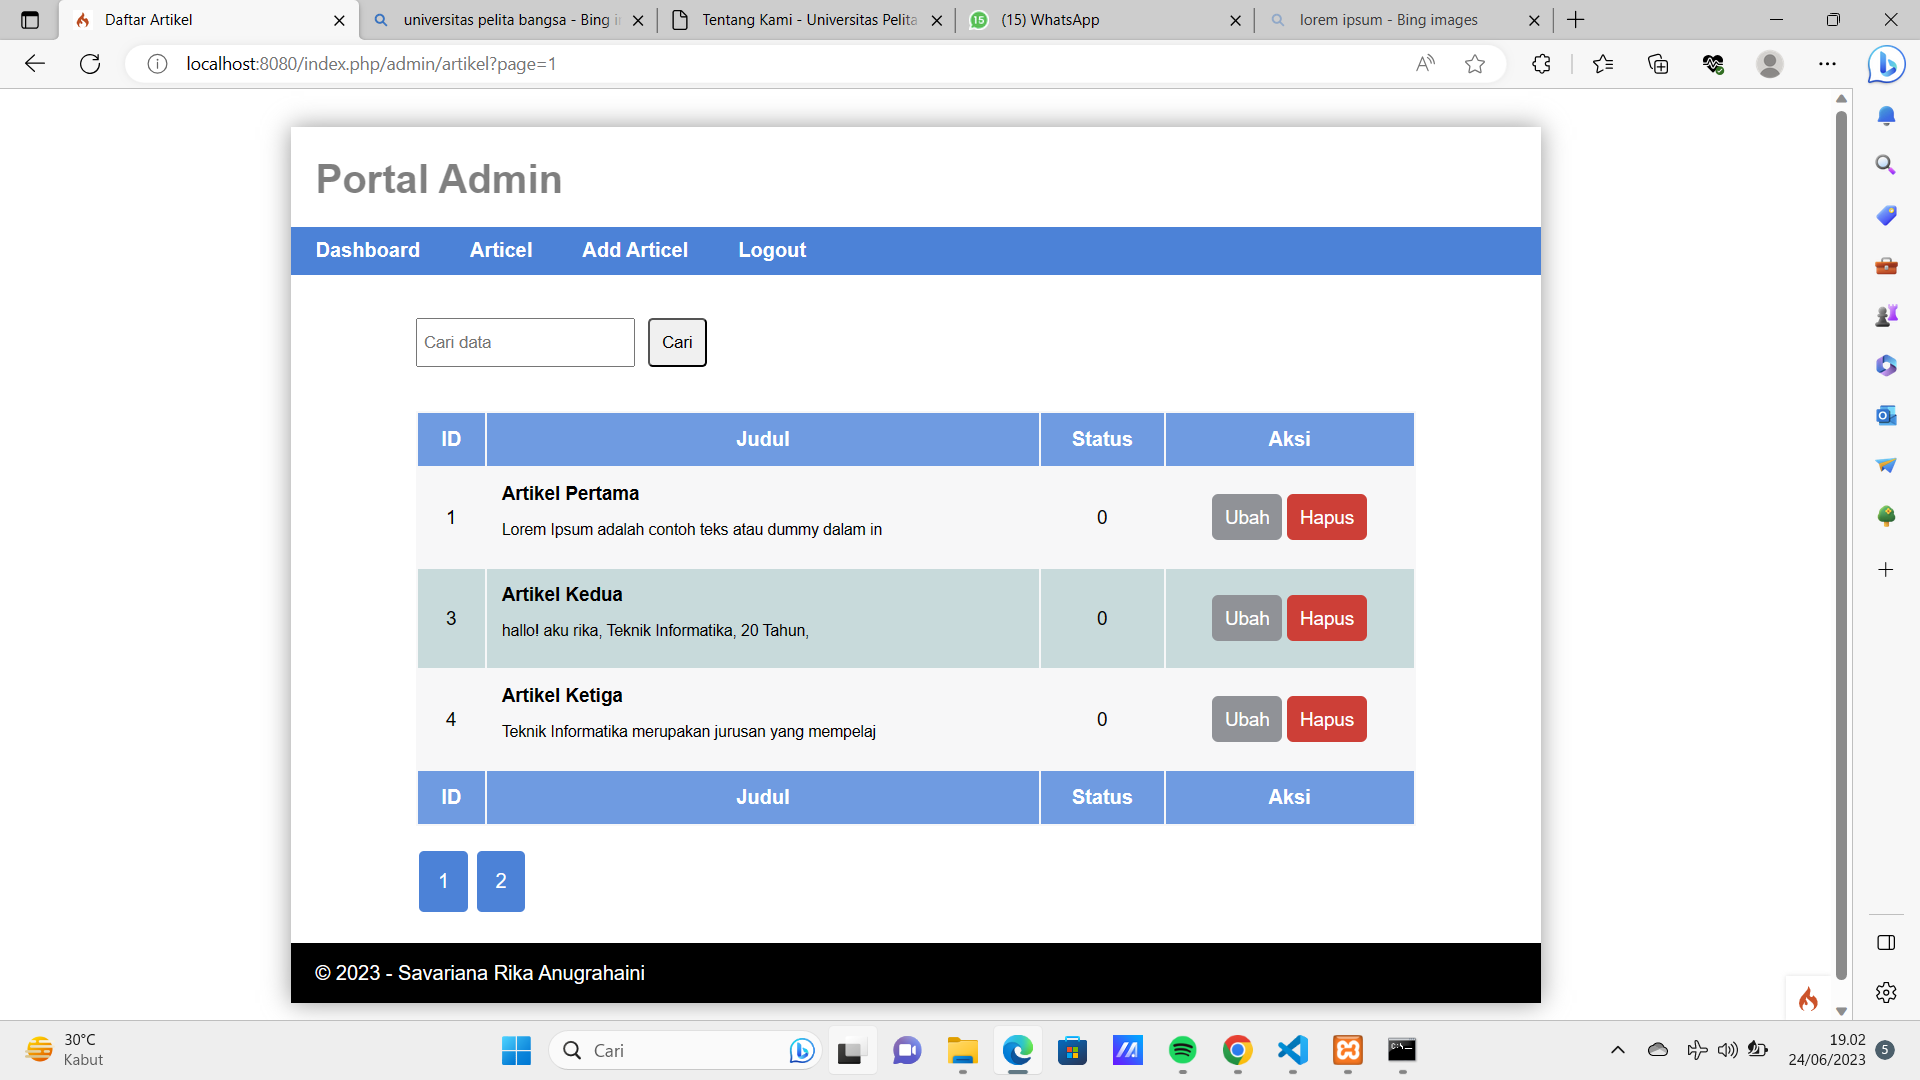 Daftar Artikel
universitas pelita bangsa - Bing i
Tentang Kami - Universitas Pelita
15 (15) WhatsApp
lorem ipsum - Bing images
localhost:8080/index.php/admin/artikel?page=1
Portal Admin
Dashboard Articel Add Articel Logout
Cari data Cari
ID Judul Status Aksi
Artikel Pertama
1 Lorem Ipsum adalah contoh teks atau dummy dalam in 0 Ubah Hapus
Artikel Kedua
3 hallo! aku rika, Teknik Informatika, 20 Tahun, 0 Ubah Hapus
Artikel Ketiga
4 Teknik Informatika merupakan jurusan yang mempelaj 0 Ubah Hapus
ID Judul Status Aksi
1 2
© 2023 - Savariana Rika Anugrahaini
30°C
Kabut
Cari
19.02
24/06/2023
5